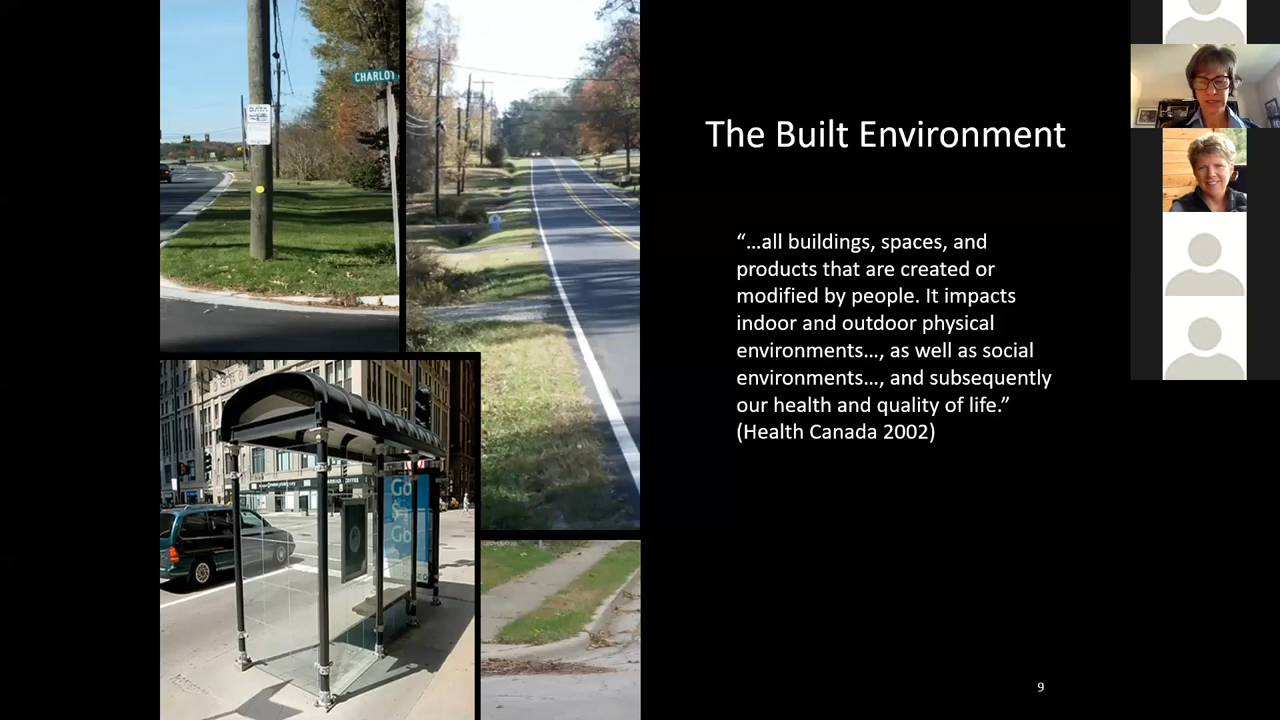 CHARLOT
Go
Go
The Built Environment
“…all buildings, spaces, and
products that are created or
modified by people. It impacts
indoor and outdoor physical
environments…, as well as social
environments…, and subsequently
our health and quality of life.”
(Health Canada 2002)
9